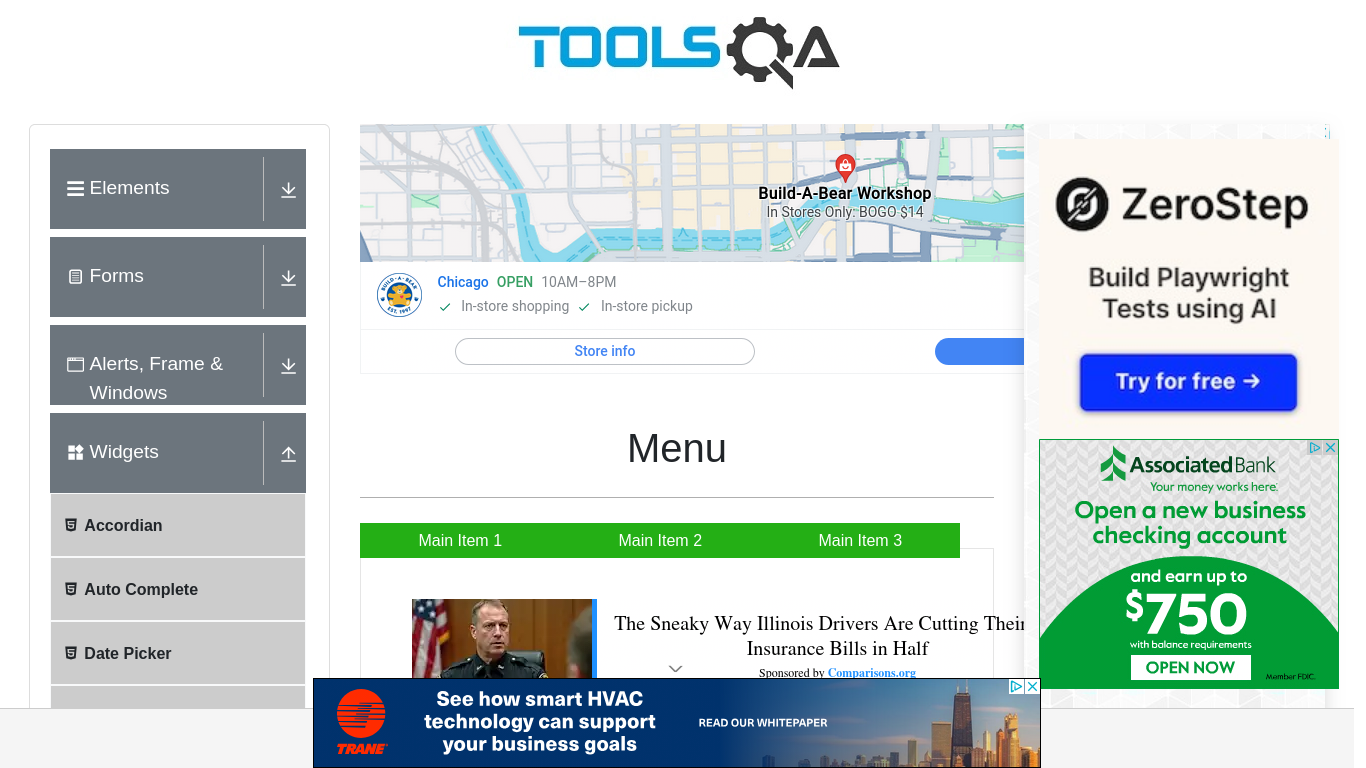 TOOLSQA
Elements
Forms
Alerts, Frame &
Windows
Widgets
Accordian
Auto Complete
Date Picker
Build-A-Bear Workshop
In Stores Only: BOGO $14
BUILD-A-BEAR
EST. 1997
Chicago OPEN 10AM–8PM
In-store shopping In-store pickup
Store info
Menu
Main Item 1 Main Item 2 Main Item 3
The Sneaky Way Illinois Drivers Are Cutting Their
Insurance Bills in Half
Sponsored by Comparisons.org
ZeroStep
Build Playwright
Tests using AI
Try for free →
Associated Bank
Your money works here.
Open a new business
checking account
and earn up to
$750
with balance requirements
OPEN NOW
Member FDIC.
TRANE
See how smart HVAC
technology can support
your business goals
READ OUR WHITEPAPER